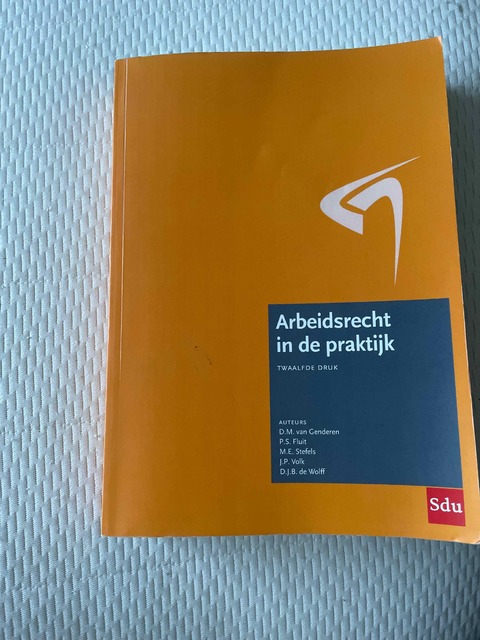 Arbeidsrecht
in de praktijk
TWAALFDE DRUK
AUTEURS
D.M. van Genderen
P.S. Fluit
M.E. Stefels
J.P. Volk
D.J.B. de Wolff
Sdu